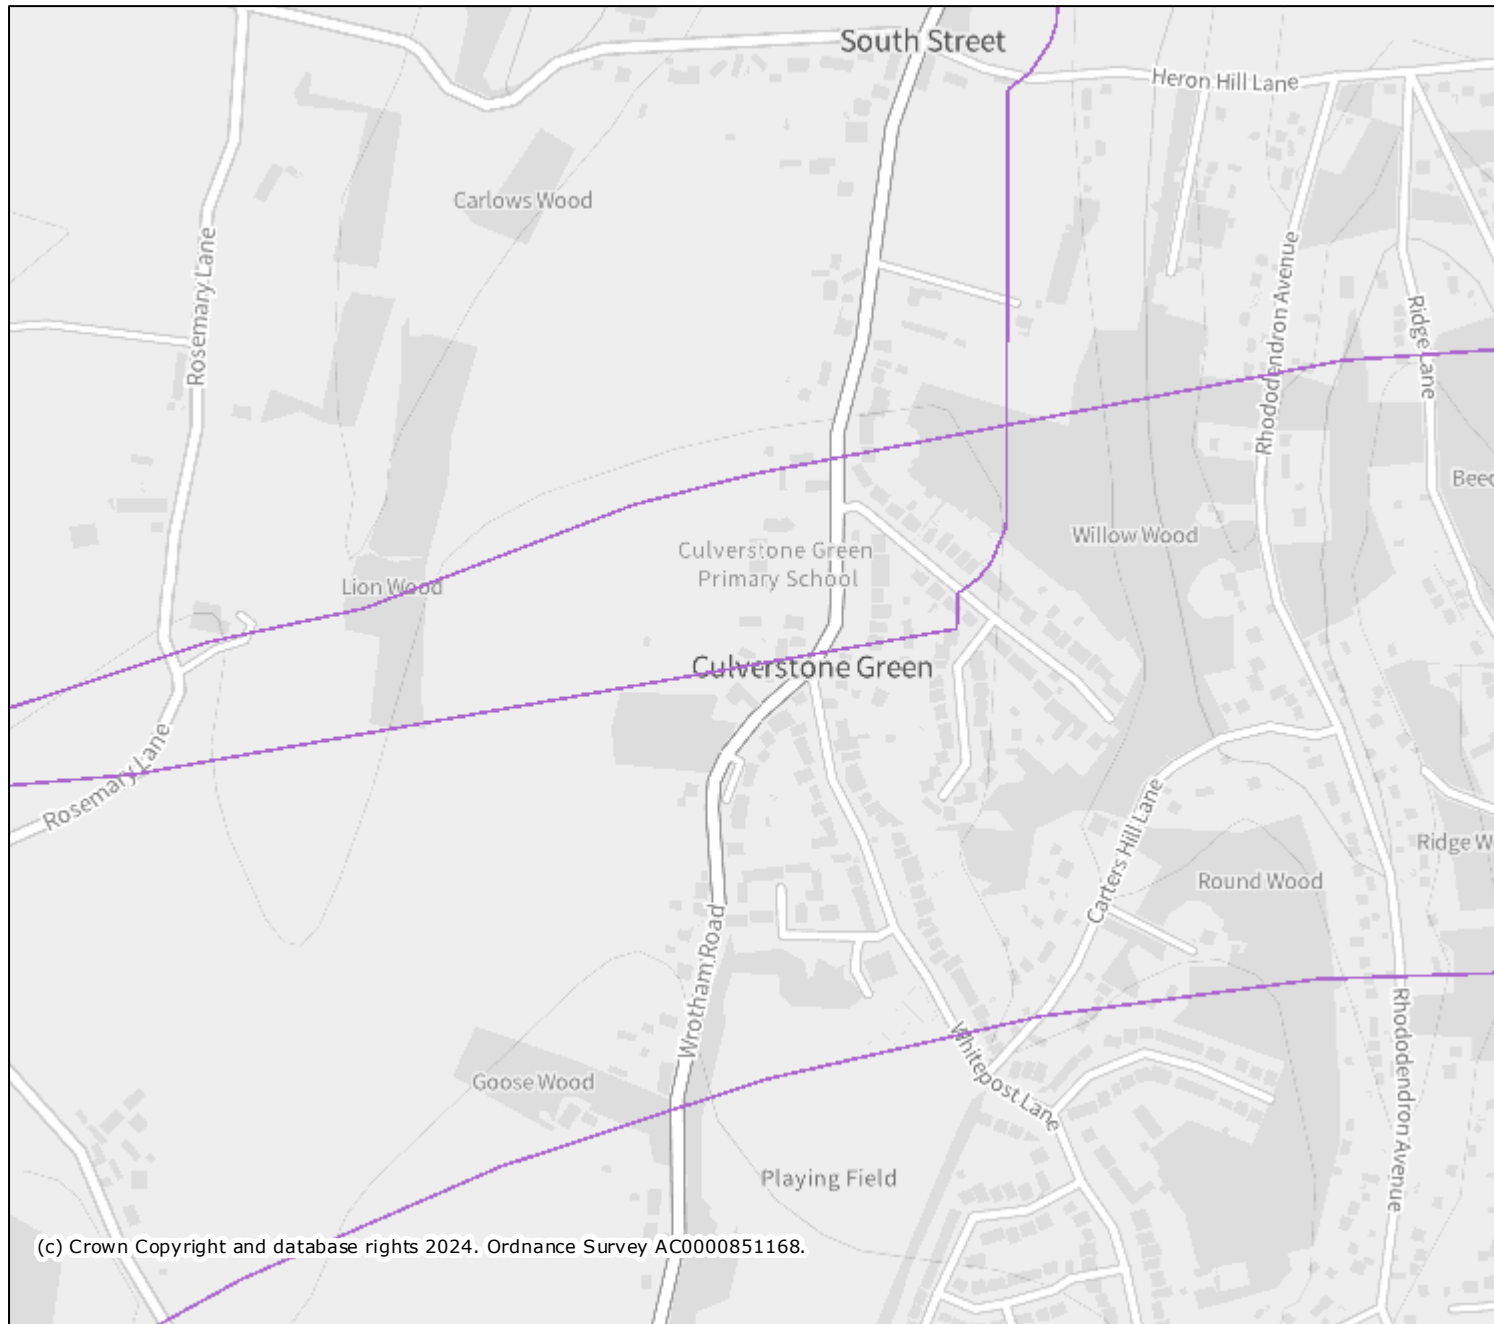 South Street
Heron Hill Lane
Carlows Wood
Rosemary Lane
Rhododendron Avenue
Ridge Lane
Beec
Willow Wood
Culverstone Green
Primary School
Lion Wood
Culverstone Green
Rosemary Lane
Carters Hill Lane
Ridge W
Round Wood
Wrotham Road
Whitepost Lane
Rhododendron Avenue
Goose Wood
Playing Field
(c) Crown Copyright and database rights 2024. Ordnance Survey AC0000851168.